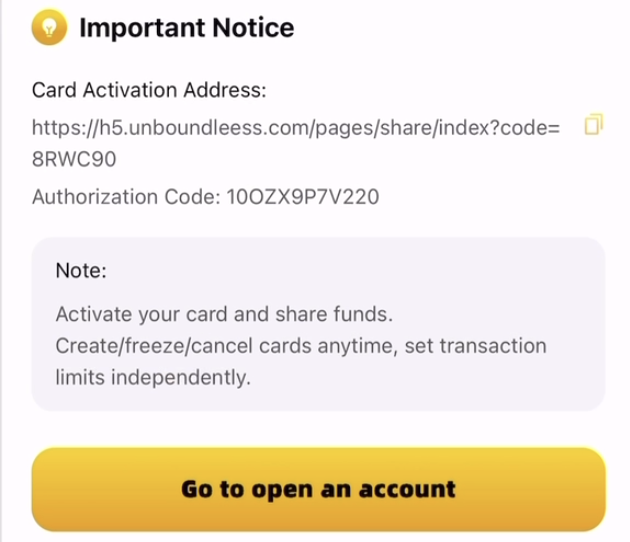 Important Notice
Card Activation Address:
https://h5.unboundleess.com/pages/share/index?code=
8RWC90
Authorization Code: 10OZX9P7V220
Note:
Activate your card and share funds.
Create/freeze/cancel cards anytime, set transaction
limits independently.
Go to open an account